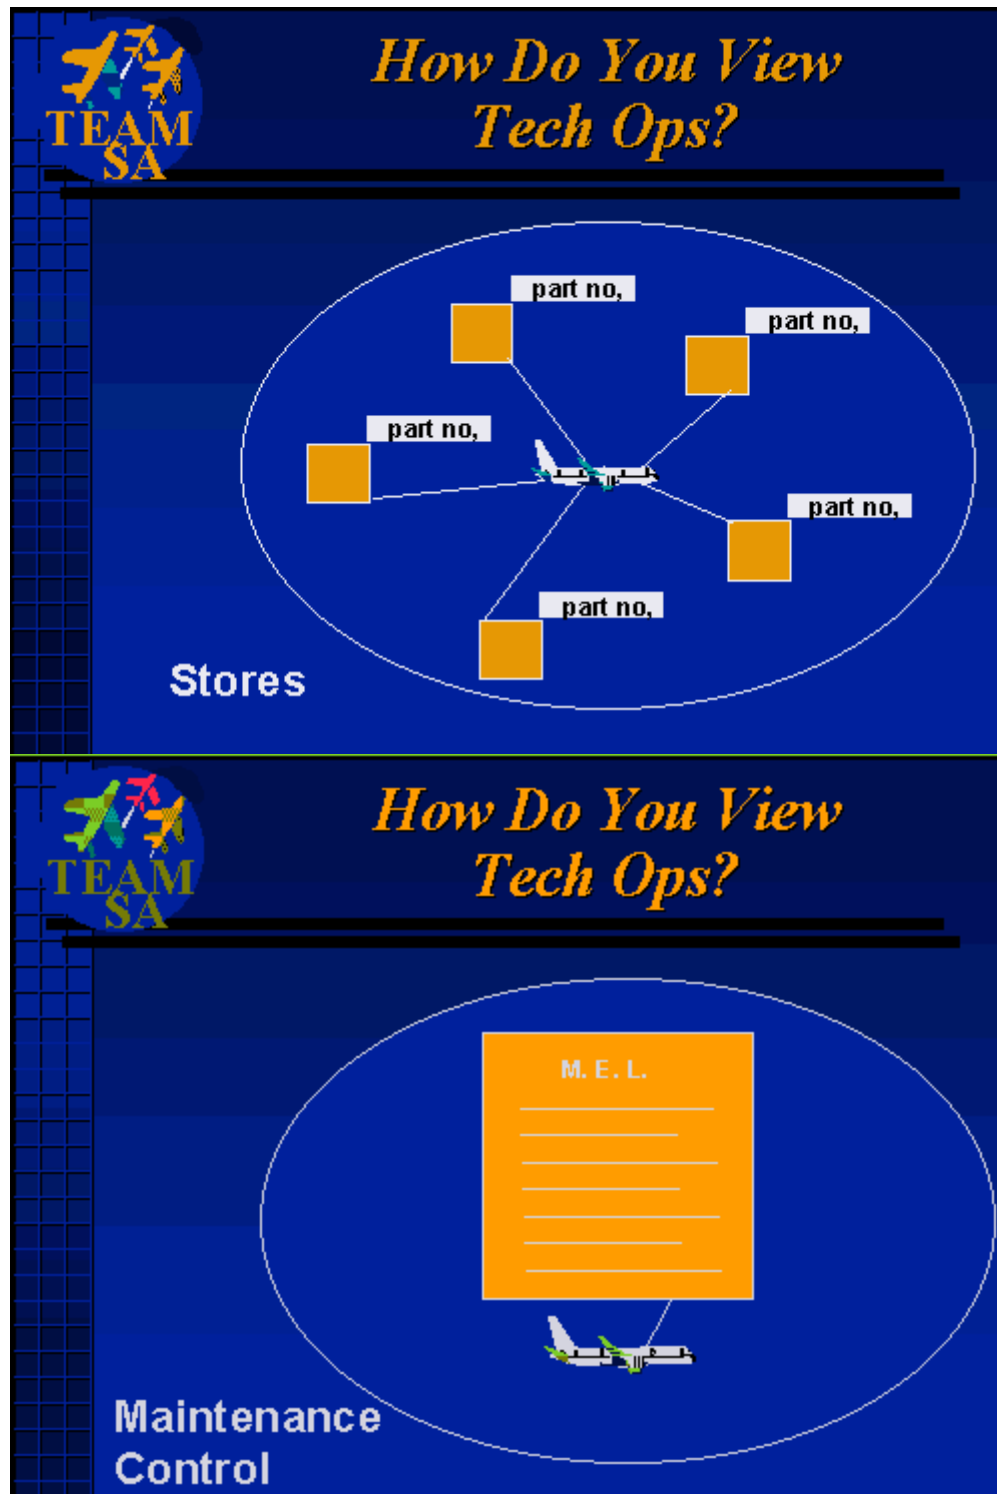 TEAM
SA
How Do You View
Tech Ops?
part no,
part no,
part no,
part no,
part no,
Stores
TEAM
SA
How Do You View
Tech Ops?
M. E. L.
Maintenance
Control